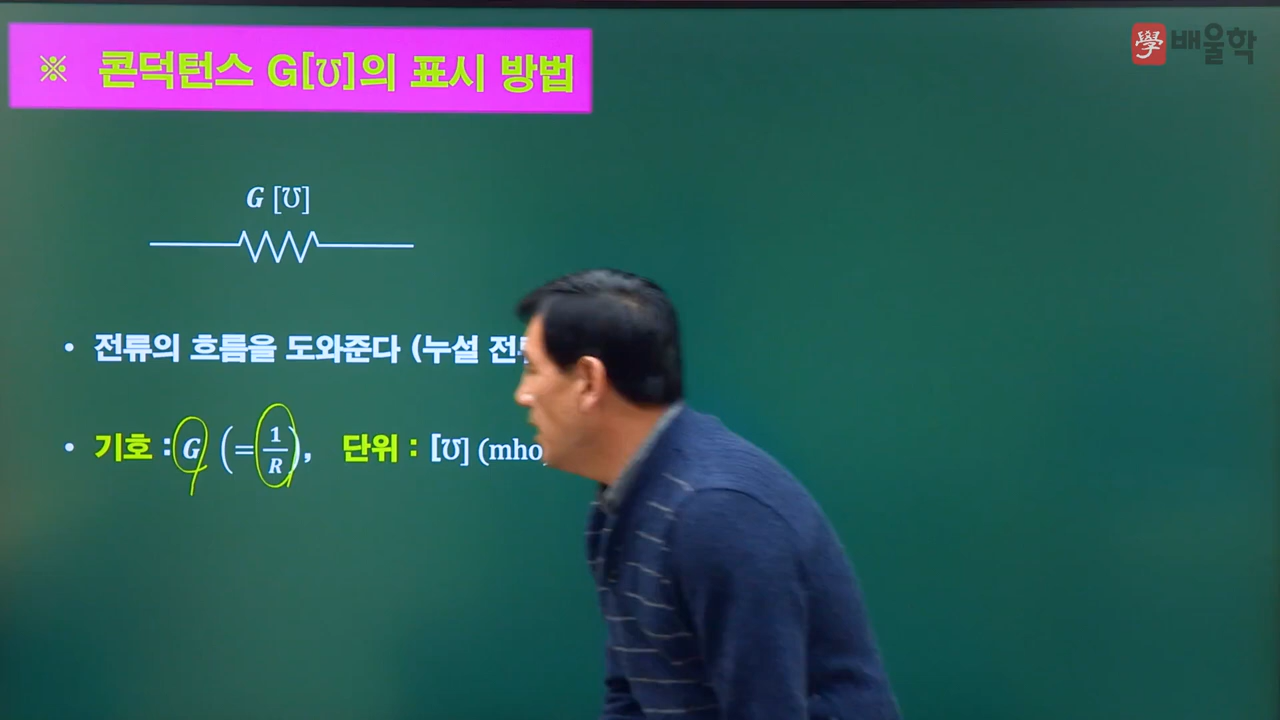 學 배울학
※ 콘덕턴스 G[℧]의 표시 방법
G [℧]
• 전류의 흐름을 도와준다 (누설
• 기호 : G (= 1/R), 단위 : [℧] (mho